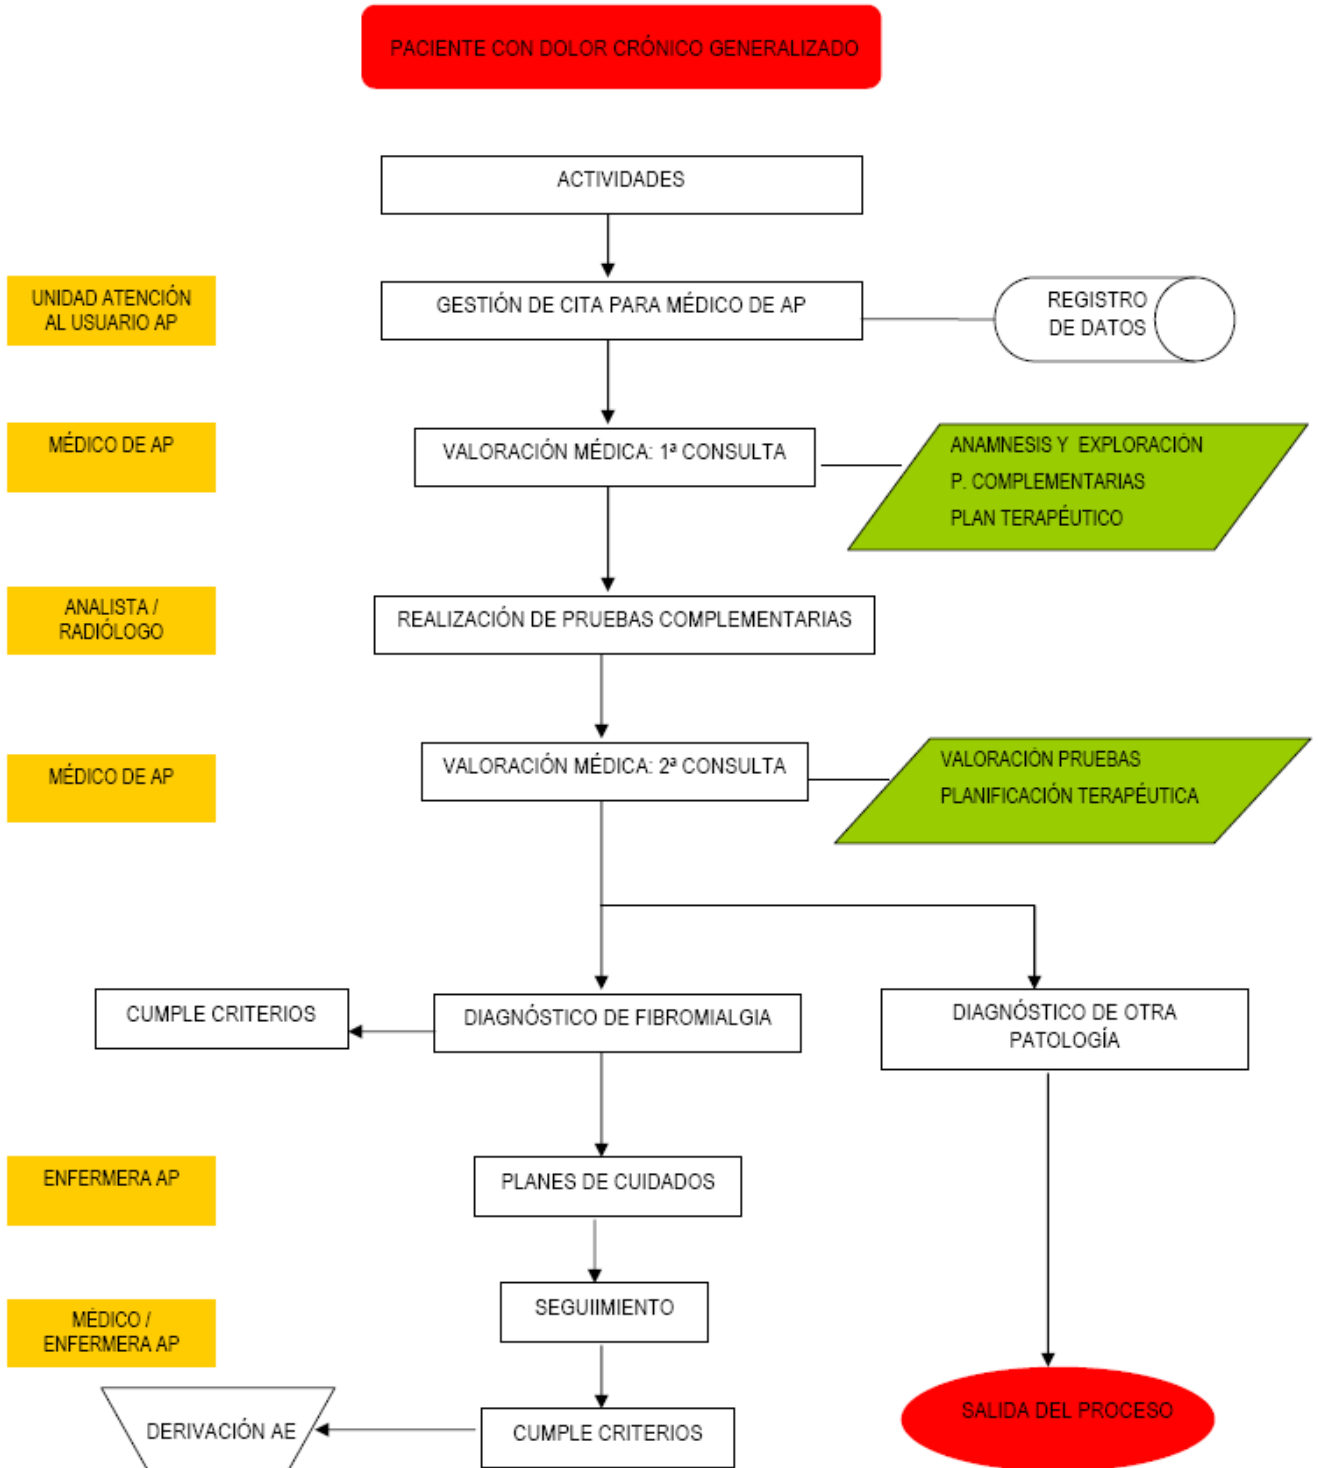 PACIENTE CON DOLOR CRÓNICO GENERALIZADO
ACTIVIDADES
UNIDAD ATENCIÓN
AL USUARIO AP
GESTIÓN DE CITA PARA MÉDICO DE AP
REGISTRO
DE DATOS
MÉDICO DE AP
VALORACIÓN MÉDICA: 1ª CONSULTA
ANAMNESIS Y EXPLORACIÓN
P. COMPLEMENTARIAS
PLAN TERAPÉUTICO
ANALISTA /
RADIÓLOGO
REALIZACIÓN DE PRUEBAS COMPLEMENTARIAS
MÉDICO DE AP
VALORACIÓN MÉDICA: 2ª CONSULTA
VALORACIÓN PRUEBAS
PLANIFICACIÓN TERAPÉUTICA
CUMPLE CRITERIOS
DIAGNÓSTICO DE FIBROMIALGIA
DIAGNÓSTICO DE OTRA
PATOLOGÍA
ENFERMERA AP
PLANES DE CUIDADOS
MÉDICO /
ENFERMERA AP
SEGUIIMIENTO
DERIVACIÓN AE
CUMPLE CRITERIOS
SALIDA DEL PROCESO